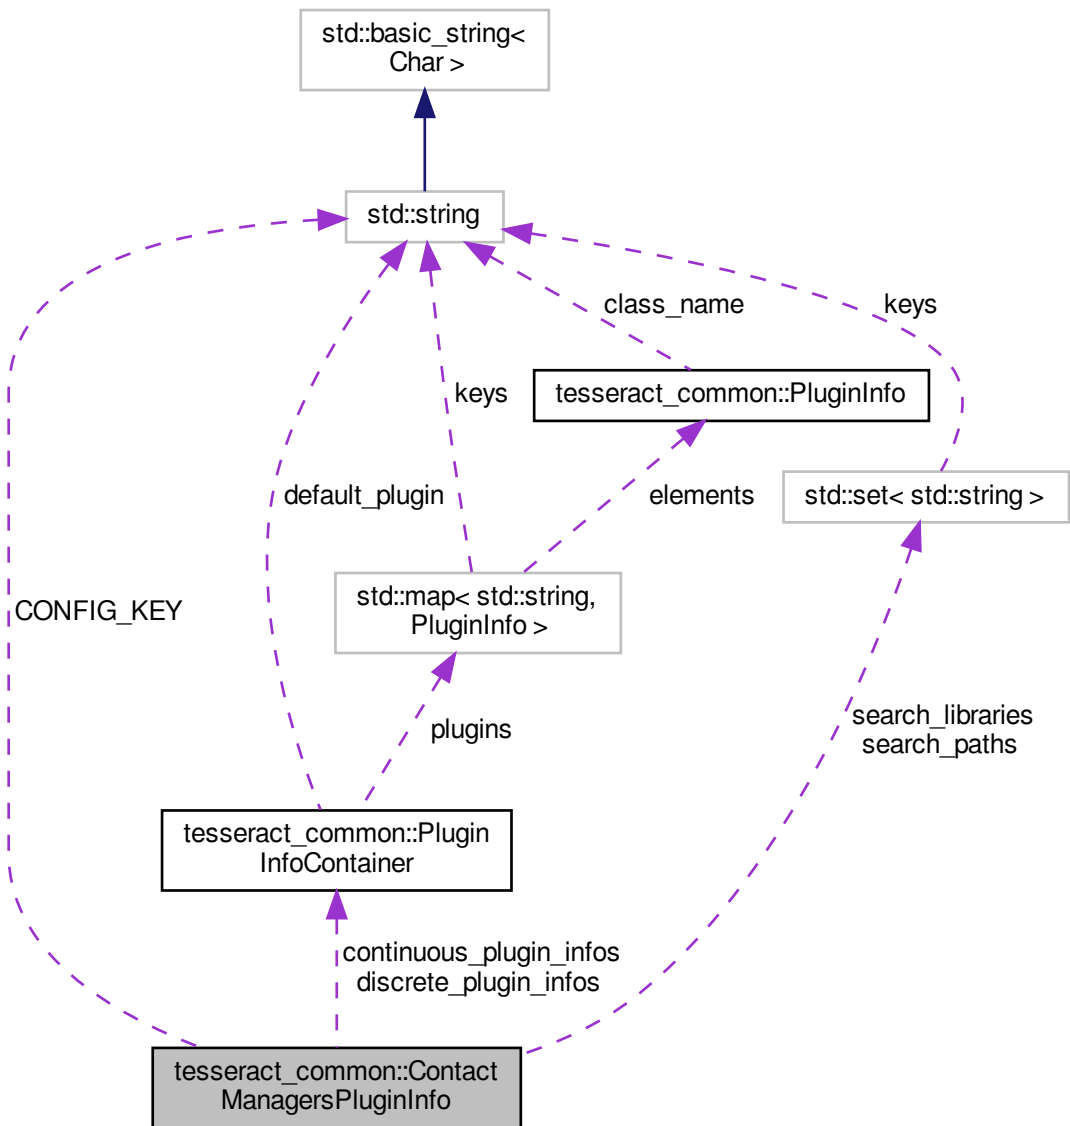 std::basic_string<
Char >
std::string
class_name
keys
keys
tesseract_common::PluginInfo
default_plugin
elements
std::set< std::string >
std::map< std::string,
PluginInfo >
CONFIG_KEY
search_libraries
search_paths
plugins
tesseract_common::Plugin
InfoContainer
continuous_plugin_infos
discrete_plugin_infos
tesseract_common::Contact
ManagersPluginInfo